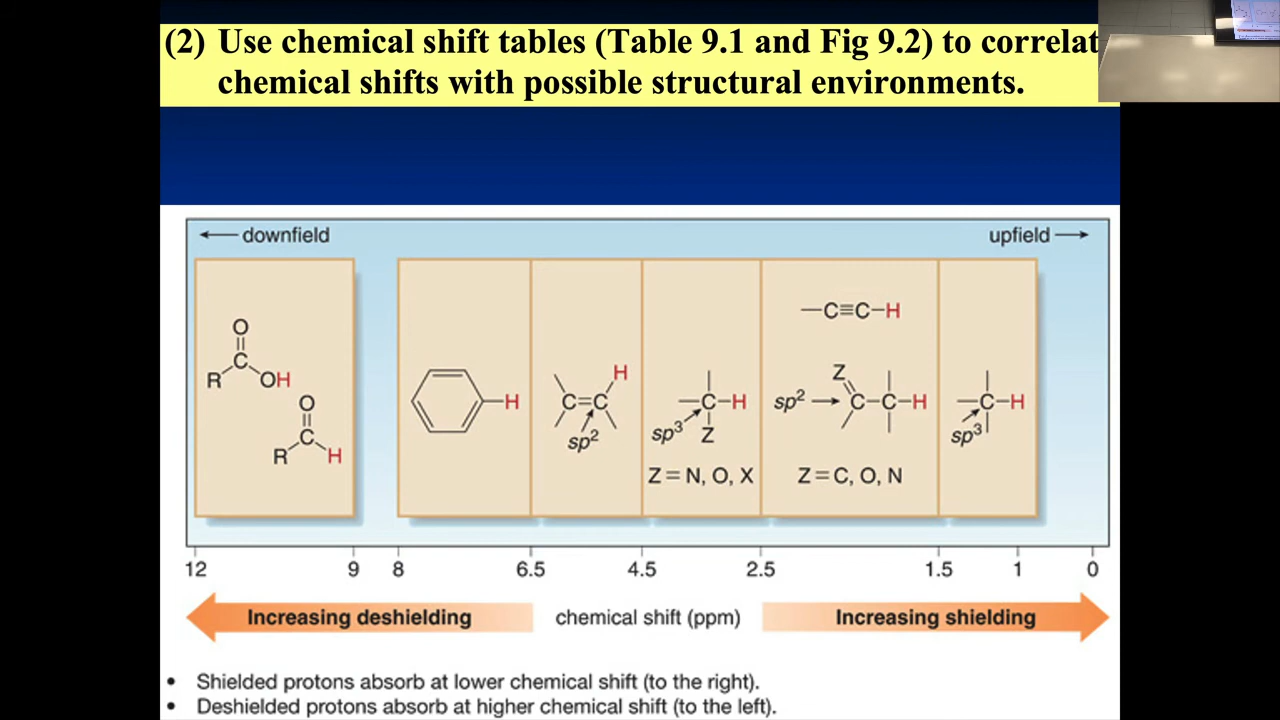 (2) Use chemical shift tables (Table 9.1 and Fig 9.2) to correlat
chemical shifts with possible structural environments.
← downfield
upfield →
O
C
R
OH
O
C
R
H
H
H
C=C
sp²
—C—H
sp³
Z
Z = N, O, X
—C≡C—H
Z
sp² → C—C—H
Z = C, O, N
—C—H
sp³
12 9 8 6.5 4.5 2.5 1.5 1 0
Increasing deshielding
chemical shift (ppm)
Increasing shielding
• Shielded protons absorb at lower chemical shift (to the right).
• Deshielded protons absorb at higher chemical shift (to the left).